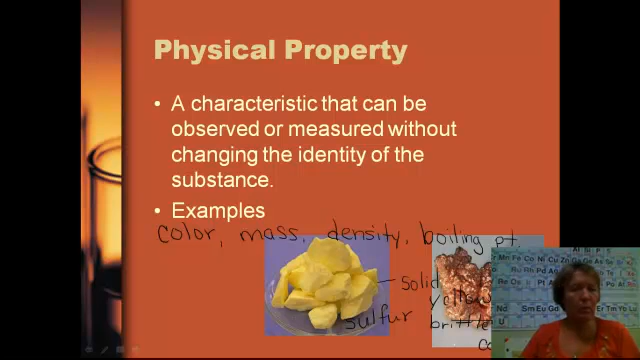 Physical Property
• A characteristic that can be
observed or measured without
changing the identity of the
substance.
• Examples
color, mass, density, boiling pt.
solid
yellow
sulfur brittle